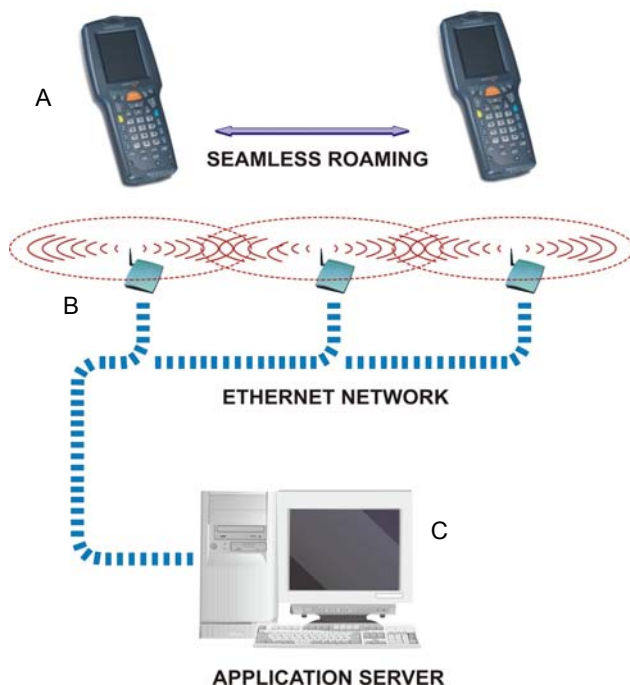 A
SEAMLESS ROAMING
B
ETHERNET NETWORK
C
APPLICATION SERVER